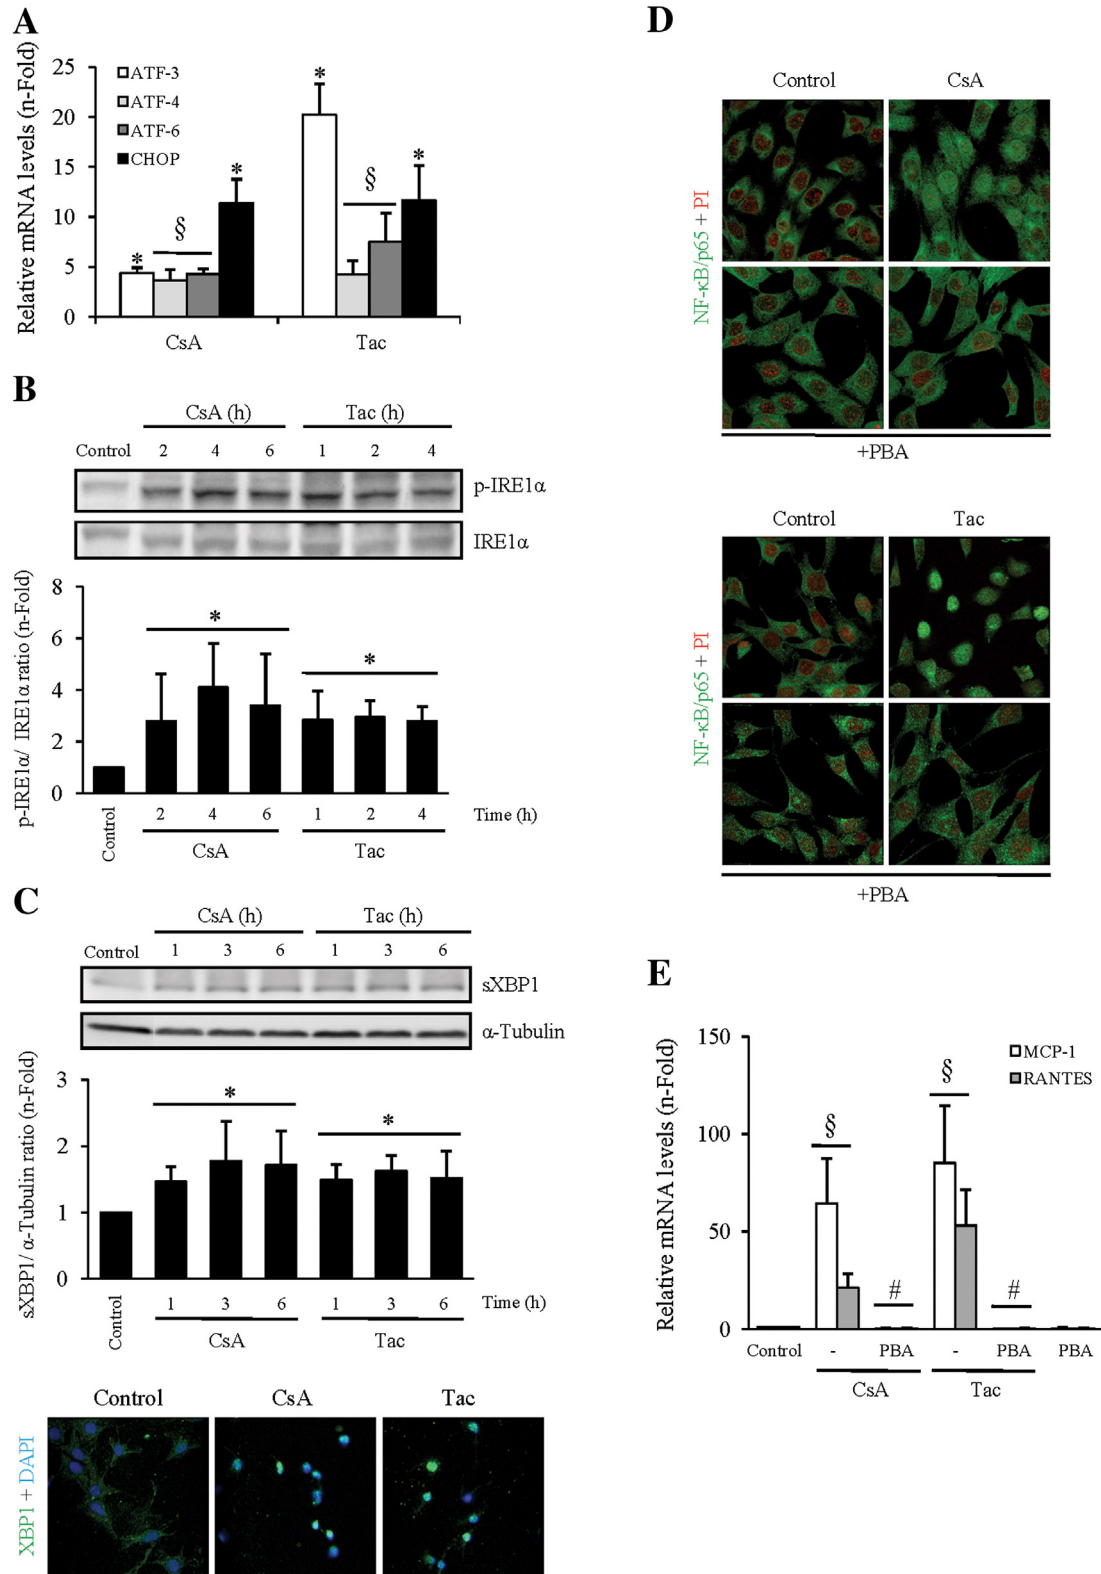 A
Relative mRNA levels (n-Fold)
25
20
15
10
5
0
ATF-3
ATF-4
ATF-6
CHOP
*
§
*
*
§
*
CsA
Tac
B
CsA (h)
Tac (h)
Control
2
4
6
1
2
4
p-IRE1α
IRE1α
p-IRE1α/ IRE1α ratio (n-Fold)
8
6
4
2
0
*
*
Control
2
4
6
1
2
4
Time (h)
CsA
Tac
C
CsA (h)
Tac (h)
Control
1
3
6
1
3
6
sXBP1
α-Tubulin
sXBP1/ α-Tubulin ratio (n-Fold)
3
2
1
0
*
*
Control
1
3
6
1
3
6
Time (h)
CsA
Tac
Control
CsA
Tac
XBP1 + DAPI
D
Control
CsA
NF-κB/p65 + PI
+PBA
Control
Tac
NF-κB/p65 + PI
+PBA
E
Relative mRNA levels (n-Fold)
150
100
50
0
MCP-1
RANTES
§
#
§
#
Control
-
PBA
-
PBA
PBA
CsA
Tac